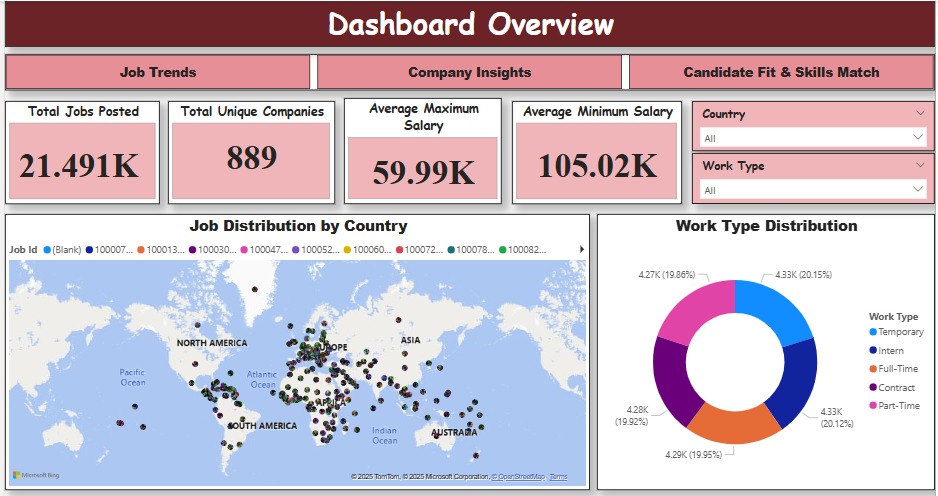 Dashboard Overview
Job Trends
Company Insights
Candidate Fit & Skills Match
Total Jobs Posted
21.491K
Total Unique Companies
889
Average Maximum
Salary
59.99K
Average Minimum Salary
105.02K
Country
All
Work Type
All
Job Distribution by Country
Job Id (Blank) 100007... 100013... 100030... 100047... 100052... 100060... 100072... 100078... 100082...
NORTH AMERICA
EUROPE
ASIA
Pacific
Ocean
Atlantic
Ocean
AFRICA
SOUTH AMERICA
Indian
Ocean
AUSTRALIA
Microsoft Bing
© 2025 TomTom, © 2025 Microsoft Corporation, © OpenStreetMap Terms
Work Type Distribution
4.27K (19.86%)
4.33K (20.15%)
4.28K
(19.92%)
4.33K
(20.12%)
4.29K (19.95%)
Work Type
Temporary
Intern
Full-Time
Contract
Part-Time